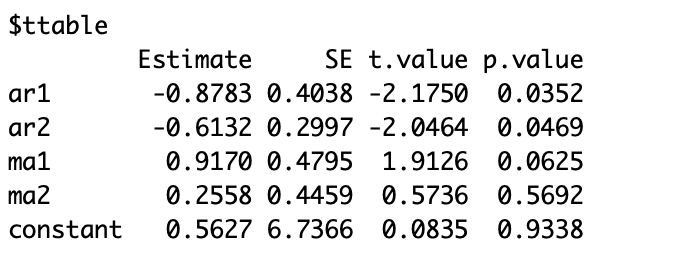 $ttable
Estimate SE t.value p.value
ar1 -0.8783 0.4038 -2.1750 0.0352
ar2 -0.6132 0.2997 -2.0464 0.0469
ma1 0.9170 0.4795 1.9126 0.0625
ma2 0.2558 0.4459 0.5736 0.5692
constant 0.5627 6.7366 0.0835 0.9338